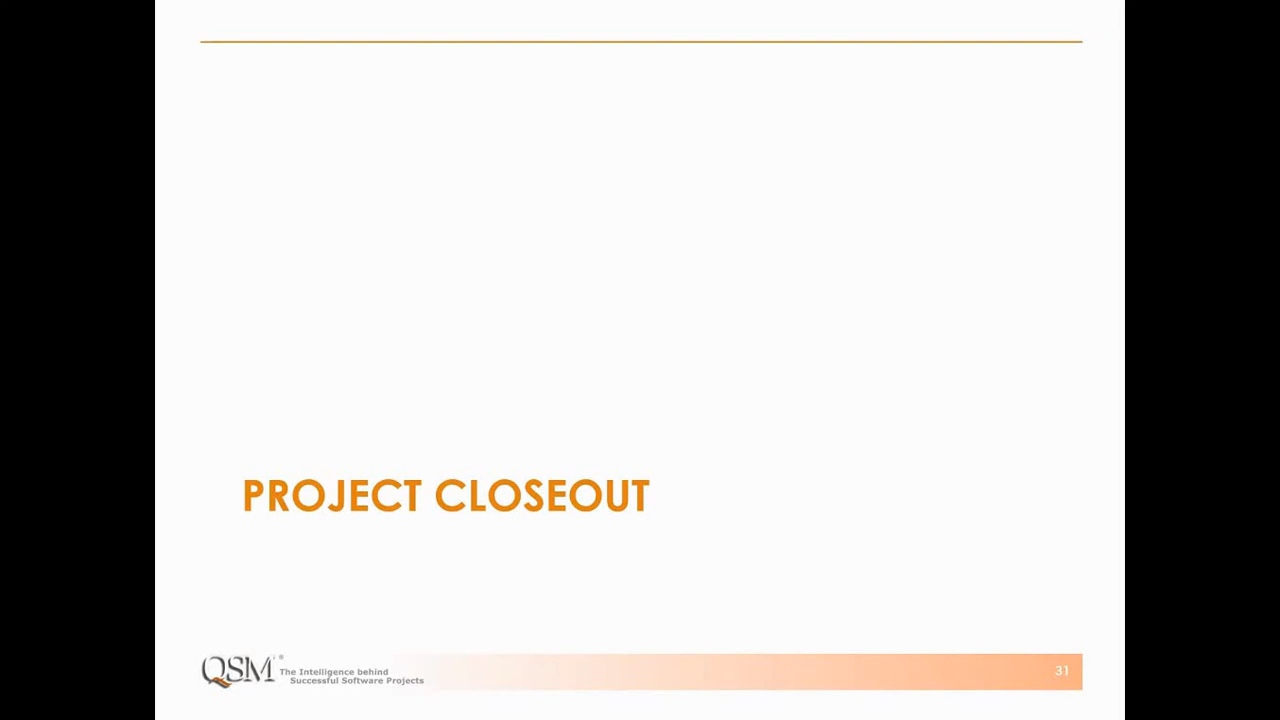 PROJECT CLOSEOUT
QSM®
The Intelligence behind
Successful Software Projects
31